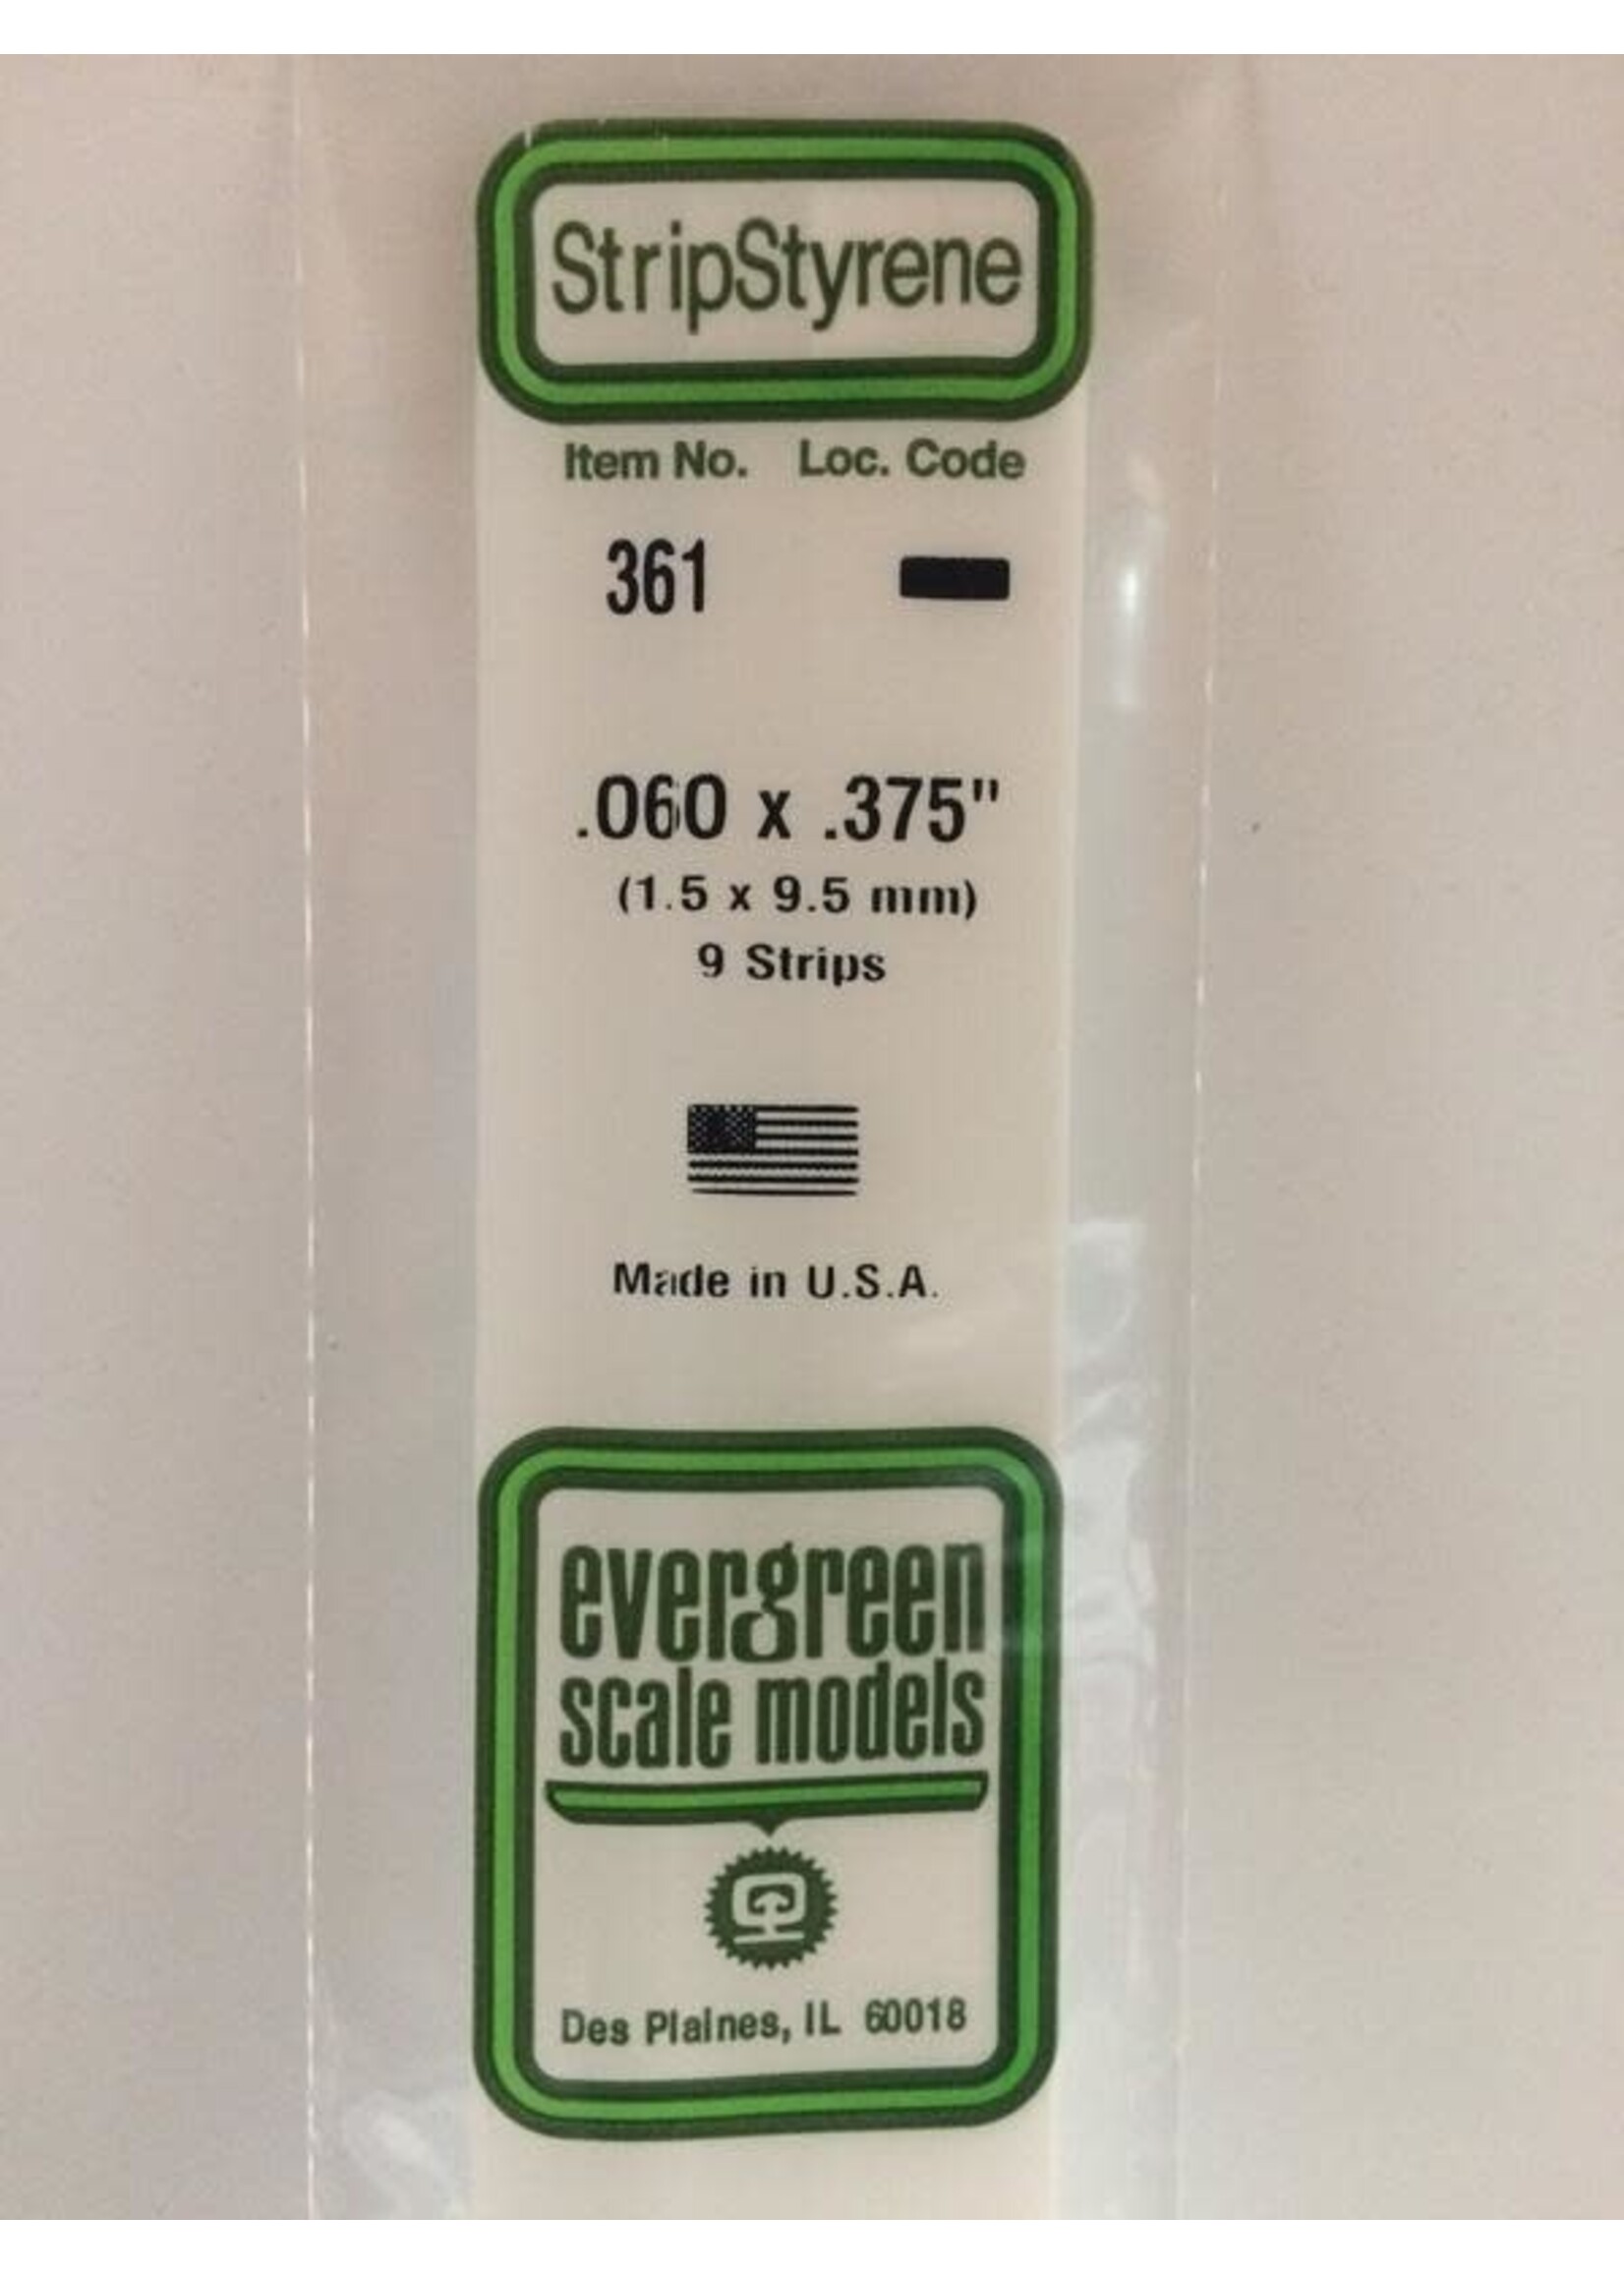 StripStyrene
Item No. Loc. Code
361
.060 x .375"
(1.5 x 9.5 mm)
9 Strips
Made in U.S.A.
evergreen
scale models
Des Plaines, IL 60018